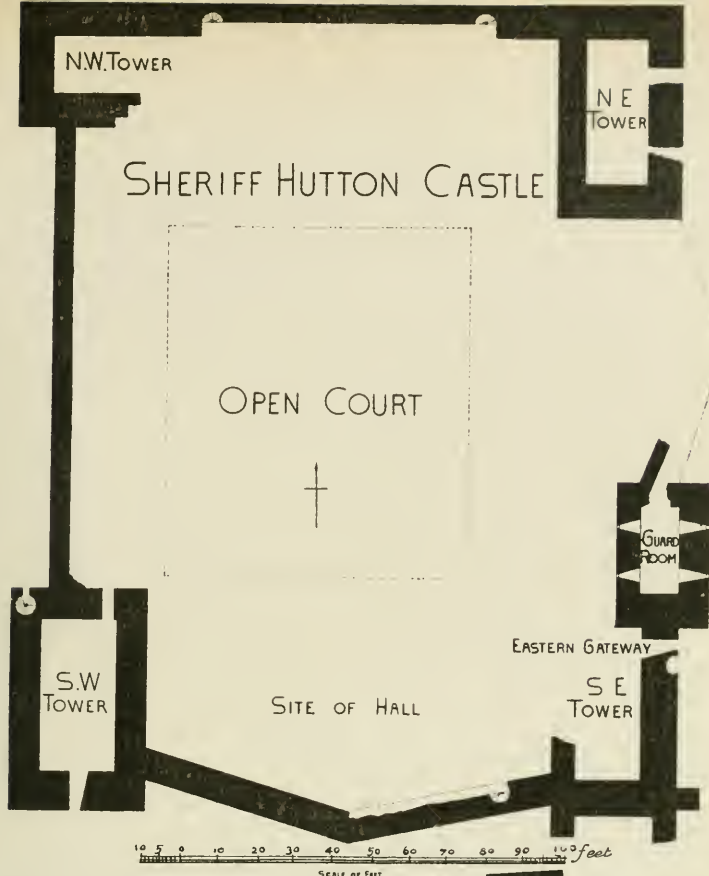 N.W. TOWER
N E
TOWER
SHERIFF HUTTON CASTLE
OPEN COURT
GUARD
ROOM
EASTERN GATEWAY
S.W
TOWER
SITE OF HALL
S E
TOWER
10 5 0 10 20 30 40 50 60 70 80 90 100 feet
SCALE OF FEET